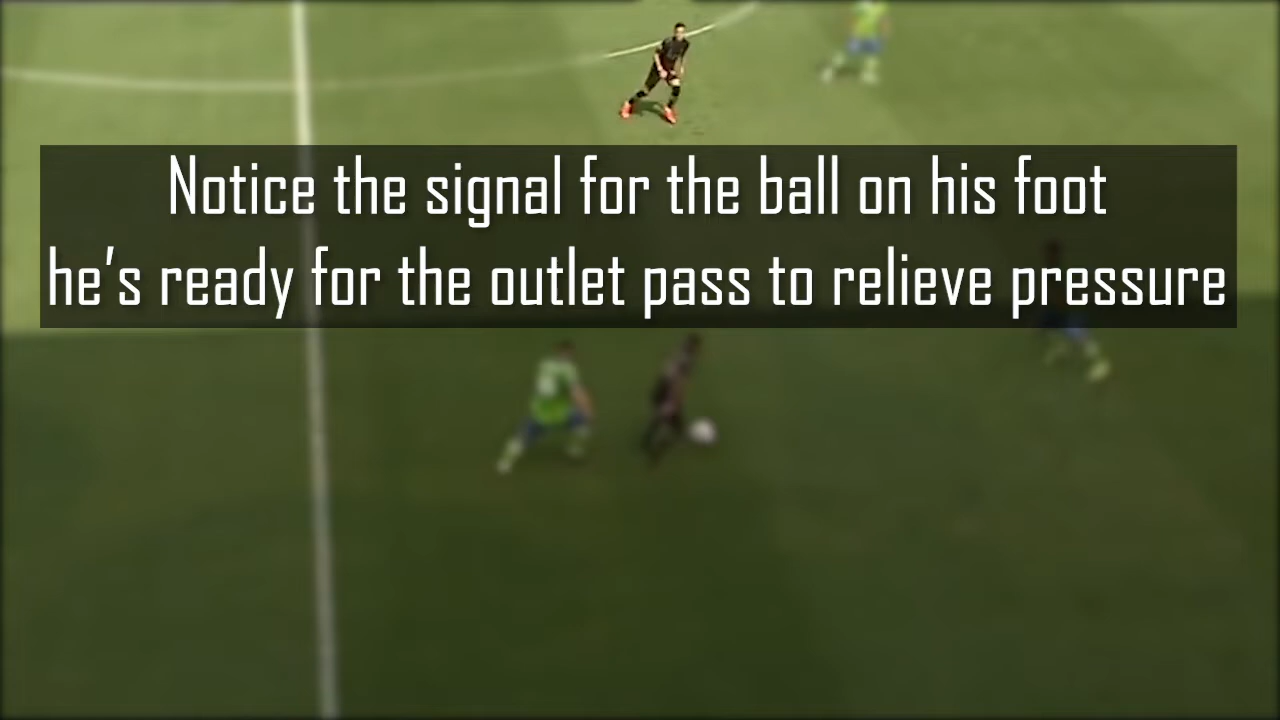 Notice the signal for the ball on his foot
he's ready for the outlet pass to relieve pressure